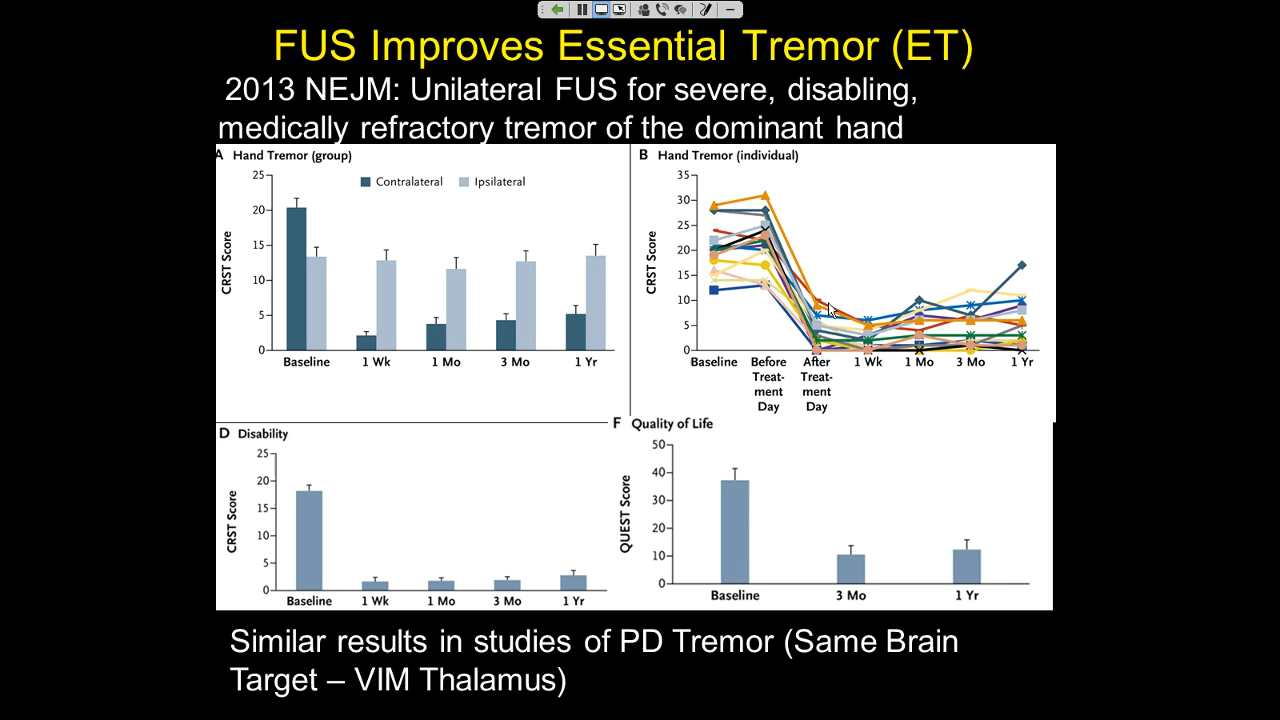 FUS Improves Essential Tremor (ET)
2013 NEJM: Unilateral FUS for severe, disabling,
medically refractory tremor of the dominant hand
A Hand Tremor (group)
Contralateral
Ipsilateral
CRST Score
25
20
15
10
5
0
Baseline
1 Wk
1 Mo
3 Mo
1 Yr
B Hand Tremor (individual)
CRST Score
35
30
25
20
15
10
5
0
Baseline
Before
Treat-
ment
Day
After
Treat-
ment
Day
1 Wk
1 Mo
3 Mo
1 Yr
D Disability
CRST Score
25
20
15
10
5
0
Baseline
1 Wk
1 Mo
3 Mo
1 Yr
F Quality of Life
QUEST Score
50
40
30
20
10
0
Baseline
3 Mo
1 Yr
Similar results in studies of PD Tremor (Same Brain
Target – VIM Thalamus)